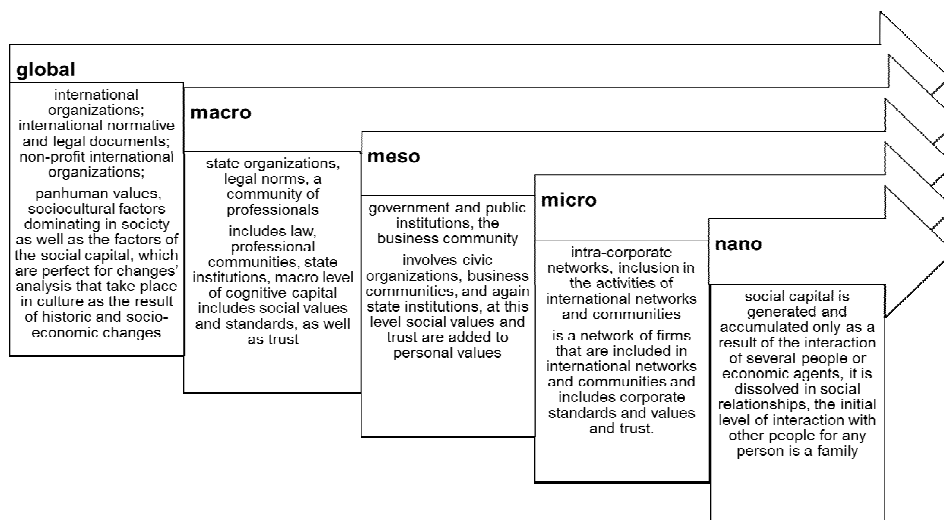 global
international
organizations;
international normative
and legal documents;
non-profit international
organizations;
panhuman values,
sociocultural factors
dominating in socicty
as well as the factors of
the social capital, which
are perfect for changes'
analysis that take place
in culture as the result
of historic and socio-
economic changes
macro
state organizations,
legal norms, a
community of
professionals
includes law,
professional
communities, state
institutions, macro level
of cognitive capital
includes social values
and standards, as well
as trust
meso
government and public
institutions, the
business community
involves civic
organizations, business
communities, and again
state institutions, at this
level social values and
trust are added to
personal values
micro
intra-corporate
networks, inclusion in
the activities of
international networks
and communities
is a network of firms
that are included in
international networks
and communities and
includes corporate
standards and values
and trust.
nano
social capital is
generated and
accumulated only as a
result of the interaction
of several people or
economic agents, it is
dissolved in social
relationships, the initial
level of interaction with
other people for any
person is a family